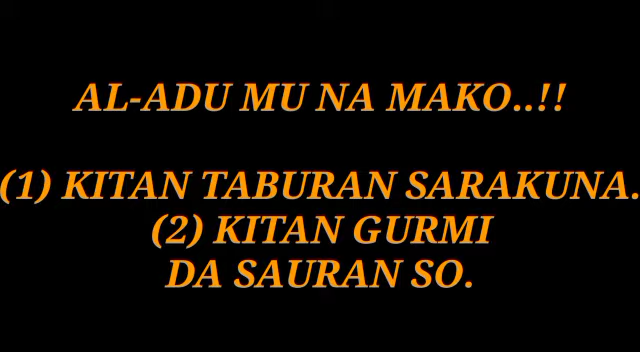 AL-ADU MU NA MAKO..!!
(1) KITAN TABURAN SARAKUNA.
(2) KITAN GURMI
DA SAURAN SO.